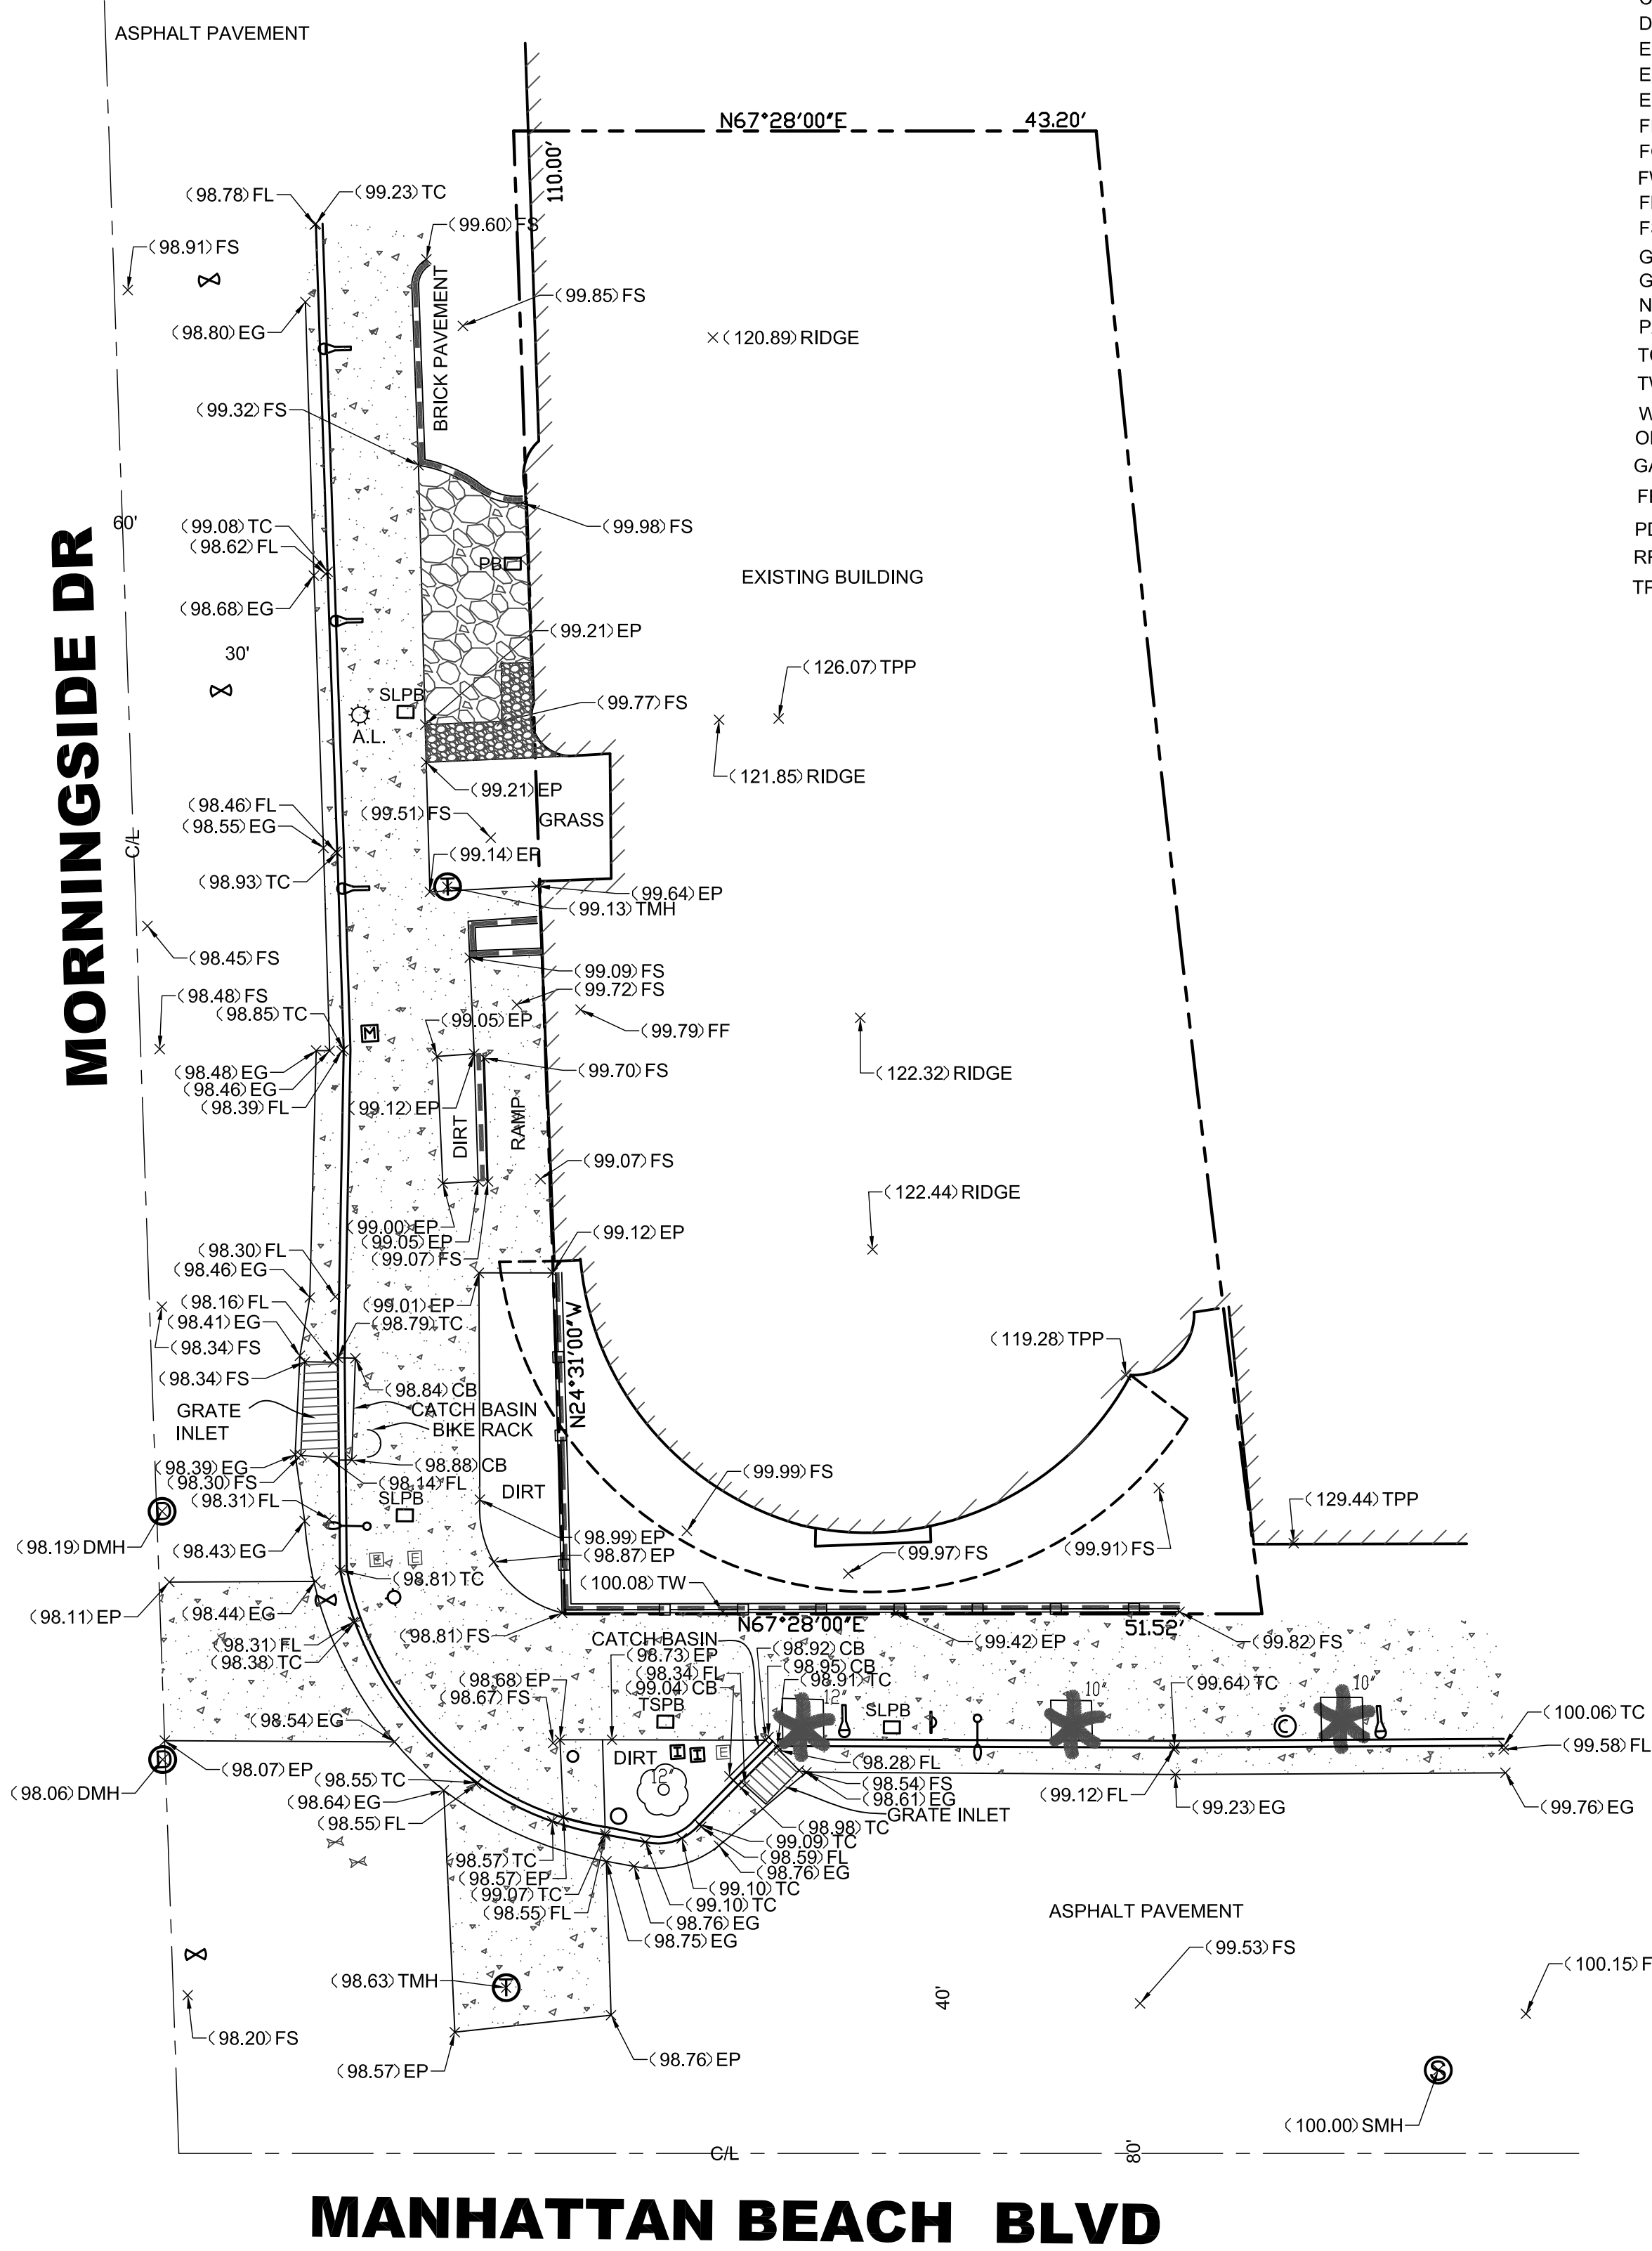 ASPHALT PAVEMENT
N67°28'00"E
43.20'
110.00'
(98.78) FL
(99.23) TC
(99.60) FS
(98.91) FS
(99.85) FS
BRICK PAVEMENT
(98.80) EG
(120.89) RIDGE
(99.32) FS
60'
(99.08) TC
(98.62) FL
(99.98) FS
PB
EXISTING BUILDING
(98.68) EG
(99.21) EP
30'
(126.07) TPP
SLPB
(99.77) FS
A.L.
(121.85) RIDGE
(99.21) EP
MORNINGSIDE DR
(98.46) FL
(98.55) EG
(99.51) FS
GRASS
C/L
(99.14) EP
(98.93) TC
T
(99.64) EP
(99.13) TMH
(98.45) FS
(99.09) FS
(99.72) FS
(98.48) FS
(98.85) TC
(99.05) EP
(99.79) FF
M
(98.48) EG
(98.46) EG
(98.39) FL
(99.70) FS
(122.32) RIDGE
(99.12) EP
DIRT
RAMP
(99.07) FS
(122.44) RIDGE
(99.00) EP
(99.05) EP
(99.07) FS
(99.12) EP
(98.30) FL
(98.46) EG
(98.16) FL
(98.41) EG
(99.01) EP
(98.79) TC
(98.34) FS
(98.34) FS
N24°31'00"W
(119.28) TPP
(98.84) CB
GRATE
INLET
CATCH BASIN
BIKE RACK
(98.39) EG
(98.30) FS
(98.88) CB
(98.14) FL
(98.31) FL
SLPB
DIRT
(99.99) FS
(129.44) TPP
D
(98.19) DMH
(98.43) EG
E
(98.99) EP
(98.87) EP
(99.97) FS
(99.91) FS
(98.81) TC
(100.08) TW
(98.11) EP
(98.44) EG
(98.31) FL
(98.38) TC
(98.81) FS
N67°28'00"E
51.52'
(99.42) EP
(99.82) FS
CATCH BASIN
(98.73) EP
(98.34) FL
(99.04) CB
(98.92) CB
(98.95) CB
(98.91) TC
(98.68) EP
(98.67) FS
TSPB
12"
SLPB
10"
(99.64) TC
10"
C
(100.06) TC
(99.58) FL
(98.54) EG
D
(98.07) EP
(98.06) DMH
DIRT
I
I
E
12"
(98.55) TC
(98.64) EG
(98.55) FL
(98.28) FL
(98.54) FS
(98.61) EG
GRATE INLET
(99.12) FL
(99.23) EG
(99.76) EG
(98.98) TC
(99.09) TC
(98.59) FL
(98.76) EG
(98.57) TC
(98.57) EP
(99.07) TC
(98.55) FL
(99.10) TC
(99.10) TC
(98.76) EG
(98.75) EG
ASPHALT PAVEMENT
(99.53) FS
(98.63) TMH
T
(100.15) F
40'
(98.20) FS
(98.57) EP
(98.76) EP
S
(100.00) SMH
C/L
80'
MANHATTAN BEACH BLVD